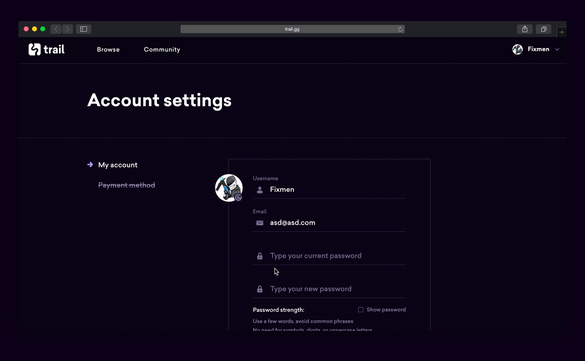 trail.gg
trail
Browse
Community
Fixmen
Account settings
My account
Payment method
Username
Fixmen
Email
asd@asd.com
Type your current password
Type your new password
Password strength:
Show password
Use a few words, avoid common phrases
No need for symbols, digits, or uppercase letters